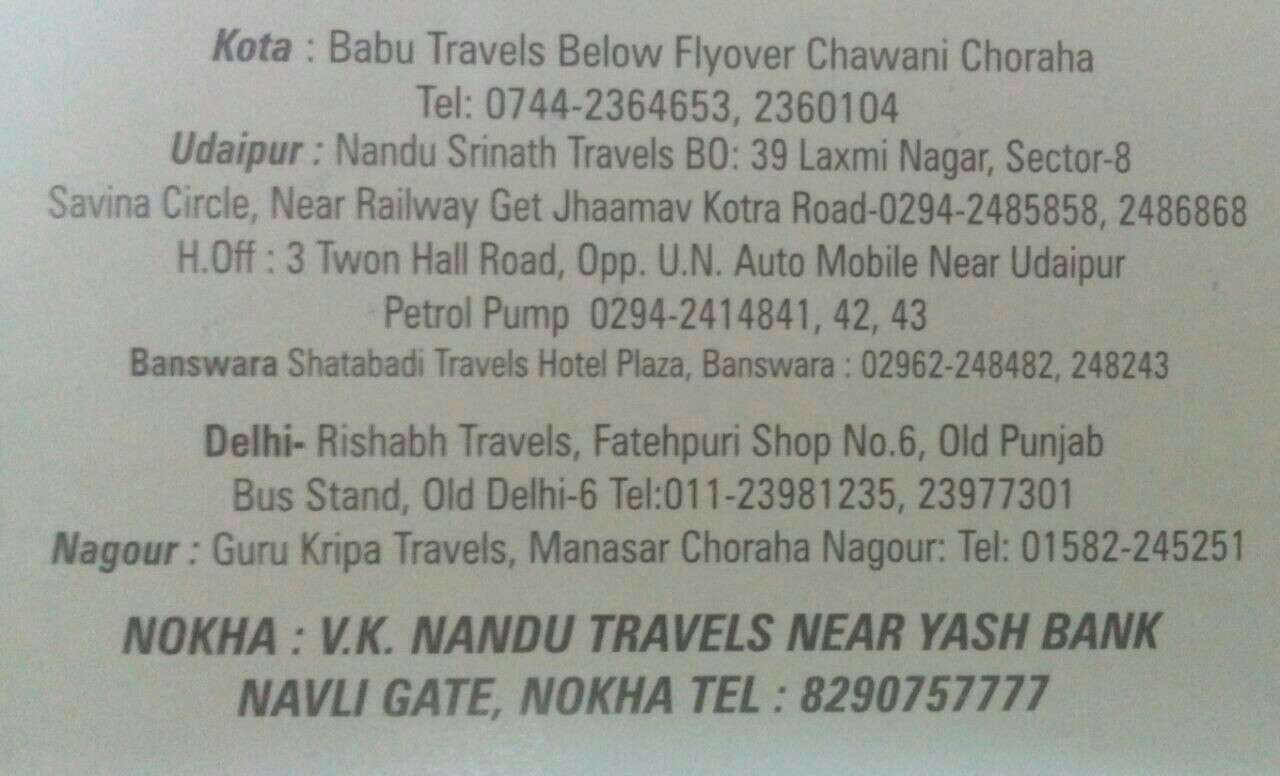 Kota : Babu Travels Below Flyover Chawani Choraha
Tel: 0744-2364653, 2360104
Udaipur : Nandu Srinath Travels BO: 39 Laxmi Nagar, Sector-8
Savina Circle, Near Railway Get Jhaamav Kotra Road-0294-2485858, 2486868
H.Off : 3 Twon Hall Road, Opp. U.N. Auto Mobile Near Udaipur
Petrol Pump 0294-2414841, 42, 43
Banswara Shatabadi Travels Hotel Plaza, Banswara : 02962-248482, 248243
Delhi- Rishabh Travels, Fatehpuri Shop No.6, Old Punjab
Bus Stand, Old Delhi-6 Tel:011-23981235, 23977301
Nagour : Guru Kripa Travels, Manasar Choraha Nagour: Tel: 01582-245251
NOKHA : V.K. NANDU TRAVELS NEAR YASH BANK
NAVLI GATE, NOKHA TEL : 8290757777